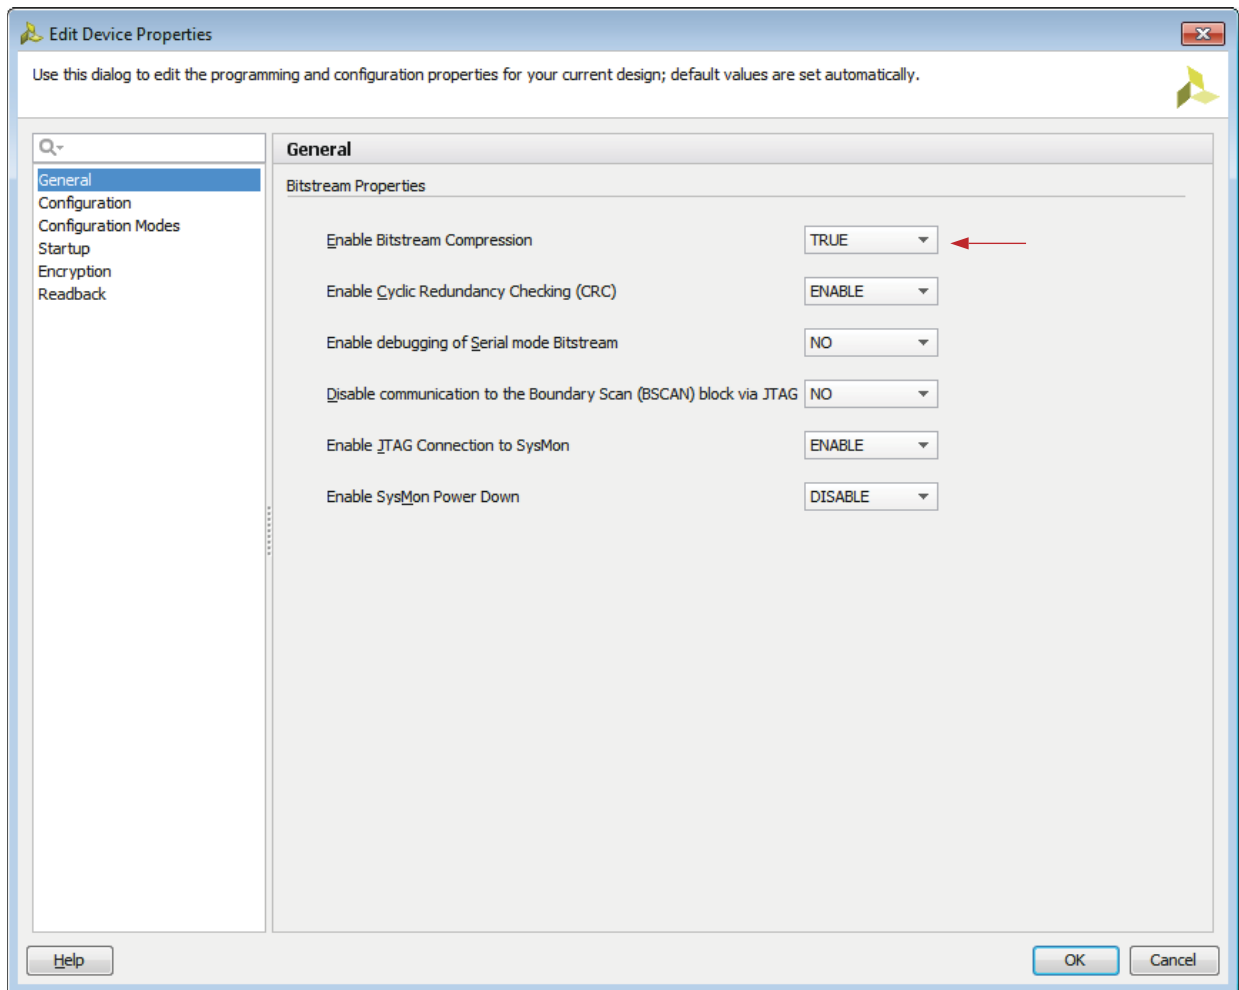 Edit Device Properties
Use this dialog to edit the programming and configuration properties for your current design; default values are set automatically.
General
Configuration
Configuration Modes
Startup
Encryption
Readback
General
Bitstream Properties
Enable Bitstream Compression TRUE
Enable Cyclic Redundancy Checking (CRC) ENABLE
Enable debugging of Serial mode Bitstream NO
Disable communication to the Boundary Scan (BSCAN) block via JTAG NO
Enable JTAG Connection to SysMon ENABLE
Enable SysMon Power Down DISABLE
Help OK Cancel